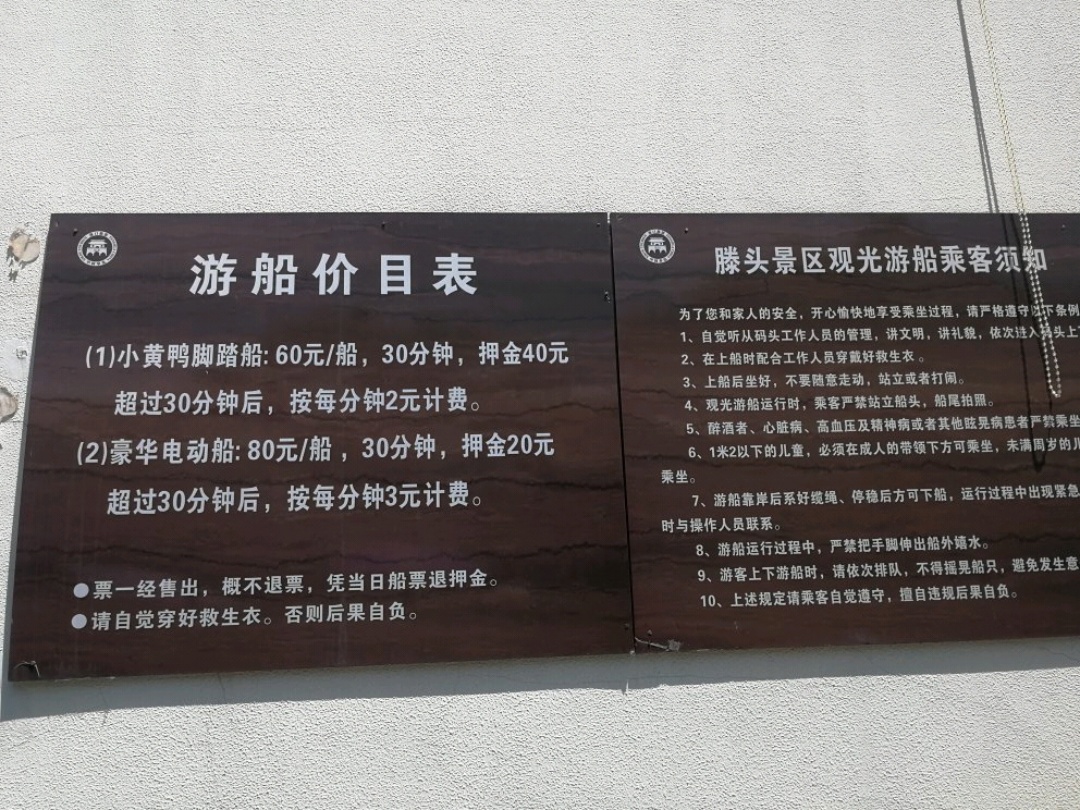 游船价目表
(1)小黄鸭脚踏船: 60元/船，30分钟，押金40元
超过30分钟后，按每分钟2元计费。
(2)豪华电动船: 80元/船，30分钟，押金20元
超过30分钟后，按每分钟3元计费。
●票一经售出，概不退票，凭当日船票退押金。
●请自觉穿好救生衣。否则后果自负。
滕头景区观光游船乘客须知
为了您和家人的安全，开心愉快地享受乘坐过程，请严格遵守以下条例
1、自觉听从码头工作人员的管理，讲文明，讲礼貌，依次进入码头上
2、在上船时配合工作人员穿戴好救生衣。
3、上船后坐好，不要随意走动，站立或者打闹。
4、观光游船运行时，乘客严禁站立船头，船尾拍照。
5、醉酒者、心脏病、高血压及精神病或者其他眩晃病患者严禁乘坐
6、1米2以下的儿童，必须在成人的带领下方可乘坐，未满周岁的儿
乘坐。
7、游船靠岸后系好缆绳、停稳后方可下船，运行过程中出现紧急
时与操作人员联系。
8、游船运行过程中，严禁把手脚伸出船外嬉水。
9、游客上下游船时，请依次排队，不得摇晃船只，避免发生意
10、上述规定请乘客自觉遵守，擅自违规后果自负。